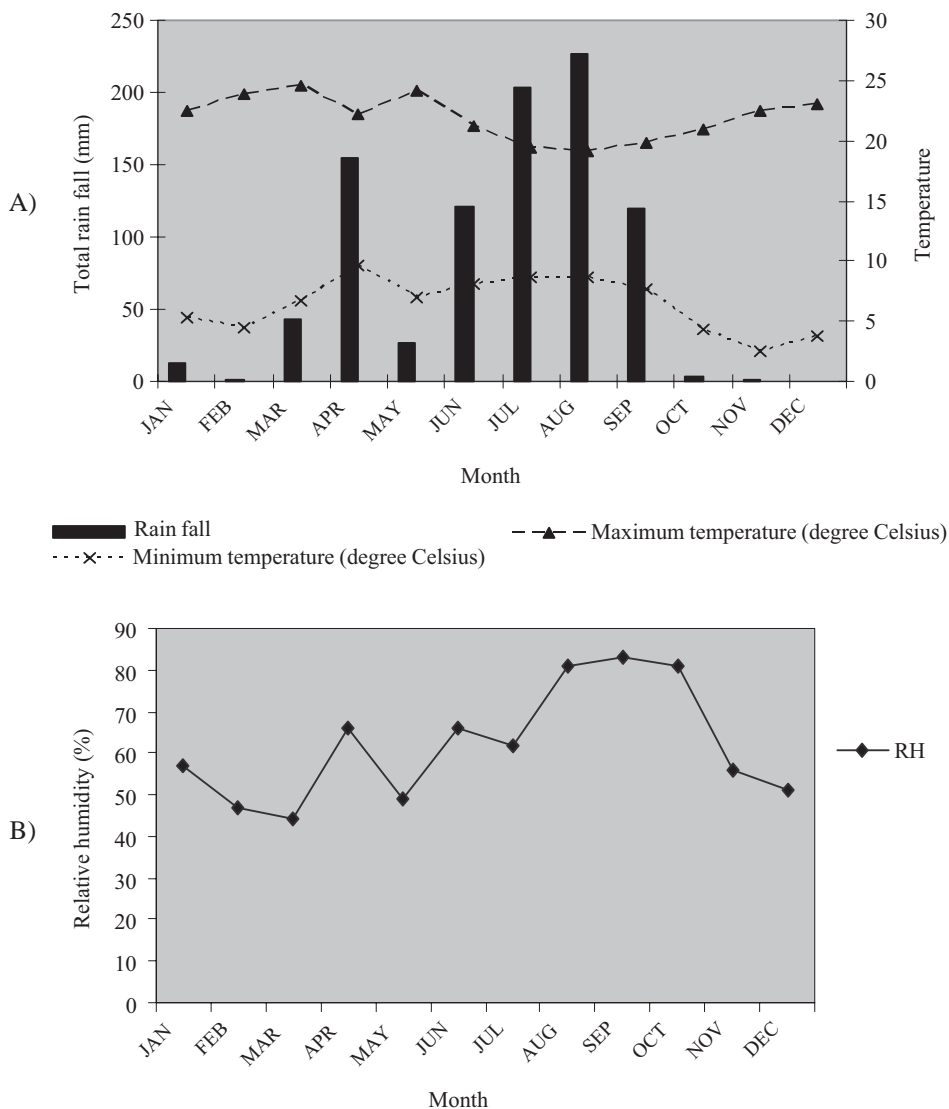 A)
Total rain fall (mm)
250
200
150
100
50
0
30
25
20
15
10
5
0
Temperature
JAN
FEB
MAR
APR
MAY
JUN
JUL
AUG
SEP
OCT
NOV
DEC
Month
Rain fall
Maximum temperature (degree Celsius)
Minimum temperature (degree Celsius)
B)
Relative humidity (%)
90
80
70
60
50
40
30
20
10
0
RH
JAN
FEB
MAR
APR
MAY
JUN
JUL
AUG
SEP
OCT
NOV
DEC
Month